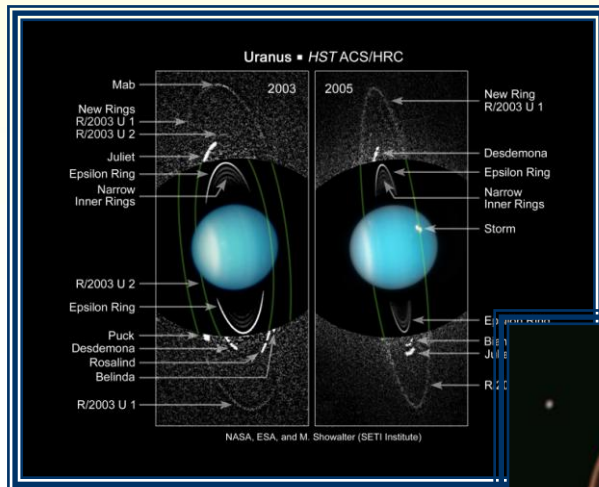 Uranus ▪ HST ACS/HRC
Mab
2003
New Rings
R/2003 U 1
R/2003 U 2
Juliet
Epsilon Ring
Narrow
Inner Rings
R/2003 U 2
Epsilon Ring
Puck
Desdemona
Rosalind
Belinda
R/2003 U 1
2005
New Ring
R/2003 U 1
Desdemona
Epsilon Ring
Narrow
Inner Rings
Storm
NASA, ESA, and M. Showalter (SETI Institute)